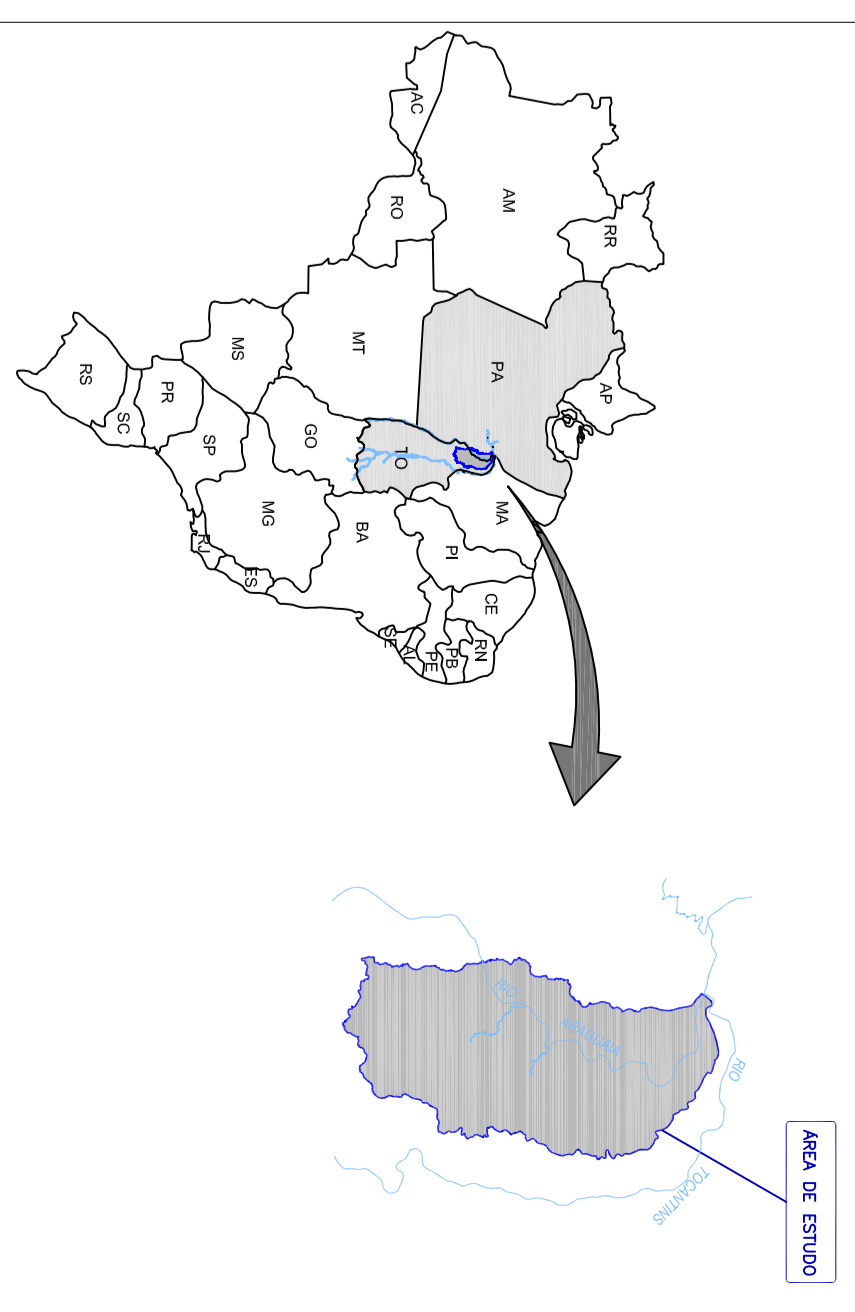 RR
AP
AM
PA
MA
CE
RN
PB
PE
AL
SE
PI
AC
RO
TO
BA
MT
GO
MG
ES
RJ
MS
SP
PR
SC
RS
ÁREA DE ESTUDO
RIO
TOCANTINS
RIO
ARAGUAIA